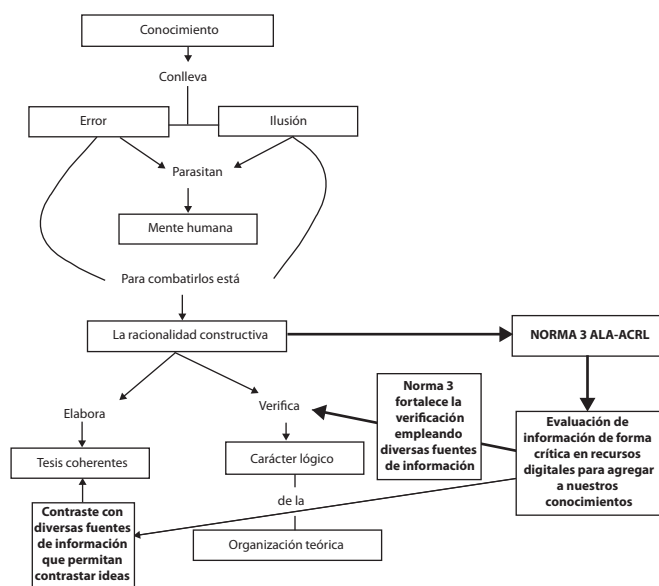 Conocimiento
Conlleva
Error
Ilusión
Parasitan
Mente humana
Para combatirlos está
La racionalidad constructiva
NORMA 3 ALA-ACRL
Elabora
Verifica
Norma 3
fortalece la
verificación
empleando
diversas fuentes
de información
Evaluación de
información de forma
crítica en recursos
digitales para agregar
a nuestros
conocimientos
Tesis coherentes
Carácter lógico
Contraste con
diversas fuentes
de información
que permitan
contrastar ideas
de la
Organización teórica